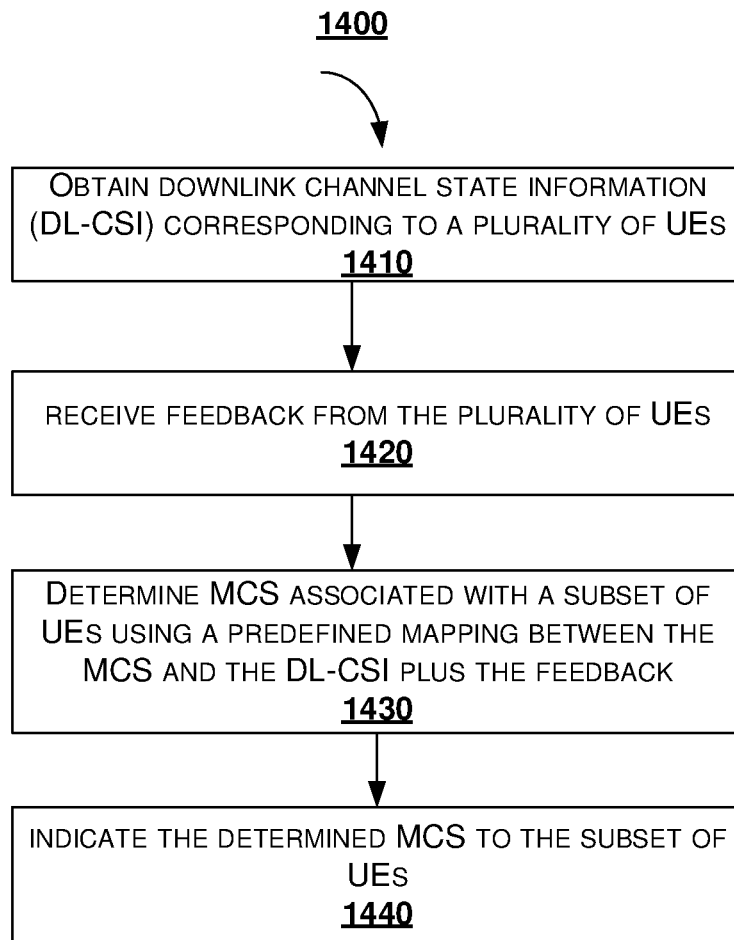 1400
OBTAIN DOWNLINK CHANNEL STATE INFORMATION
(DL-CSI) CORRESPONDING TO A PLURALITY OF UES
1410
RECEIVE FEEDBACK FROM THE PLURALITY OF UES
1420
DETERMINE MCS ASSOCIATED WITH A SUBSET OF
UES USING A PREDEFINED MAPPING BETWEEN THE
MCS AND THE DL-CSI PLUS THE FEEDBACK
1430
INDICATE THE DETERMINED MCS TO THE SUBSET OF
UES
1440